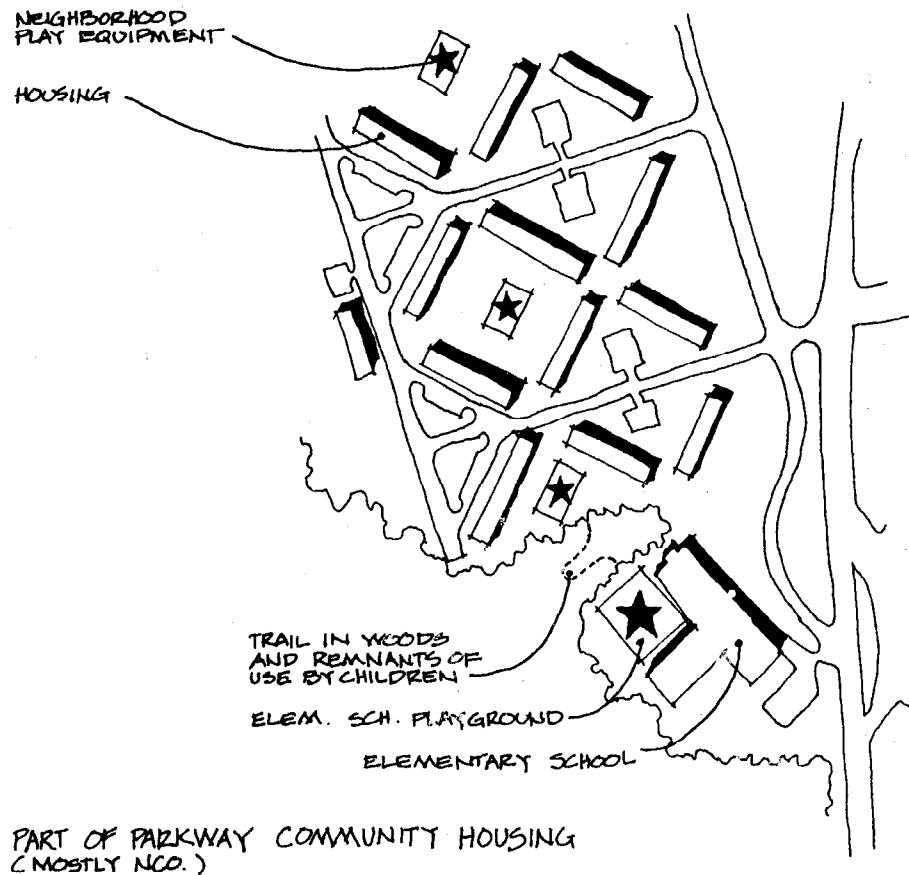 NEIGHBORHOOD
PLAY EQUIPMENT
HOUSING
TRAIL IN WOODS
AND REMNANTS OF
USE BY CHILDREN
ELEM. SCH. PLAYGROUND
ELEMENTARY SCHOOL
PART OF PARKWAY COMMUNITY HOUSING
(MOSTLY NCO.)